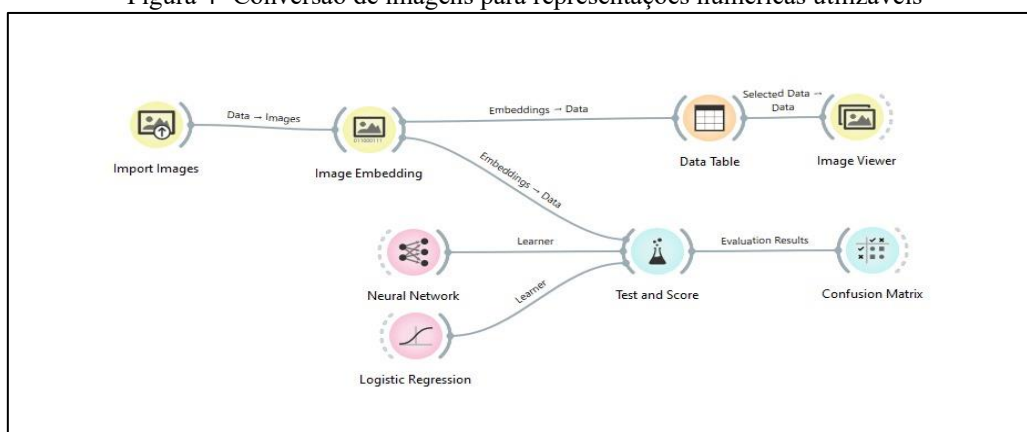 Figura 4- Conversão de imagens para representações numéricas utilizáveis
Data → Images
Embeddings → Data
Selected Data →
Data
Import Images
Image Embedding
Data Table
Image Viewer
Embeddings → Data
Learner
Evaluation Results
Neural Network
Test and Score
Confusion Matrix
Learner
Logistic Regression